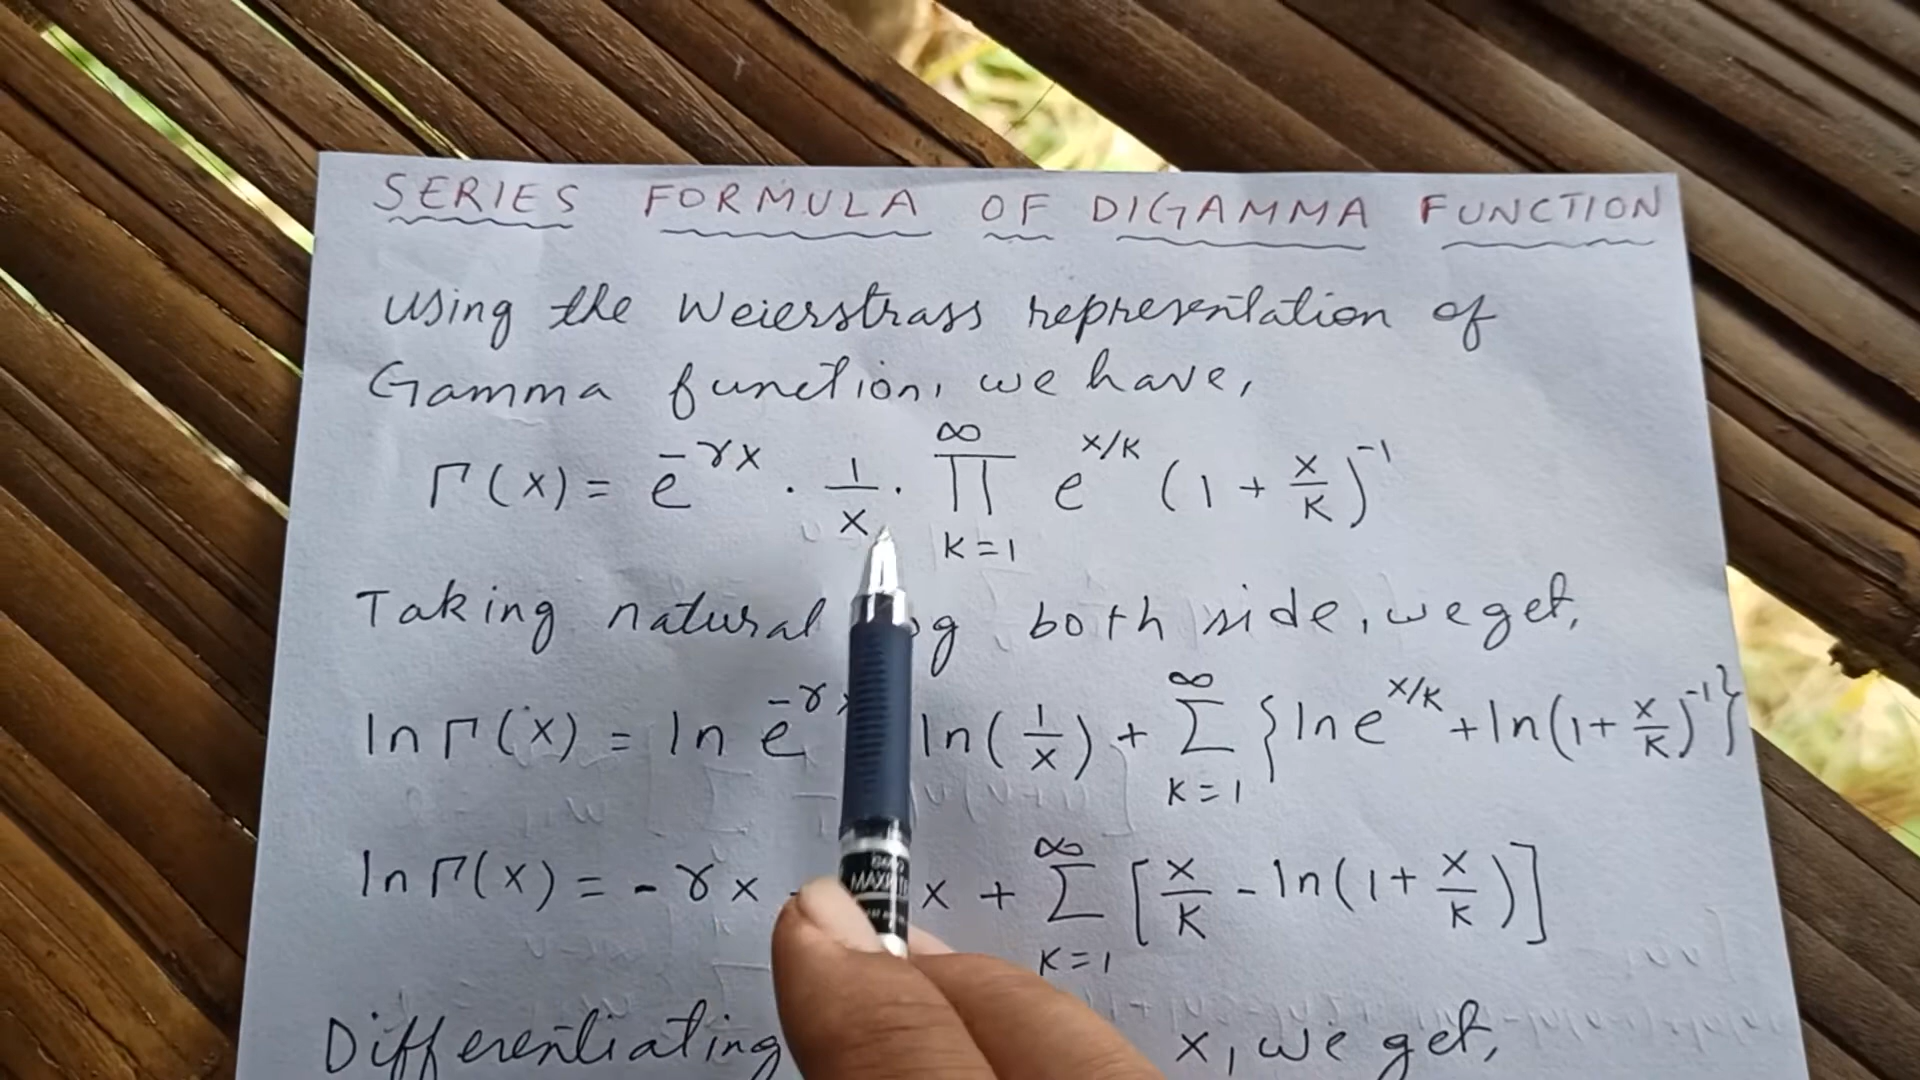 SERIES FORMULA OF DIGAMMA FUNCTION
Using the Weierstrass representation of
Gamma function, we have,
Γ(x) = e^-γx · 1/x · ∏_{k=1}^∞ e^{x/k} (1 + x/k)^-1
Taking natural both side, we get,
ln Γ(x) = ln e^-γ ln(1/x) + ∑_{k=1}^∞ {ln e^{x/k} + ln(1 + x/k)^-1}
ln Γ(x) = -γx x + ∑_{k=1}^∞ [x/k - ln(1 + x/k)]
Differentiating x, we get,